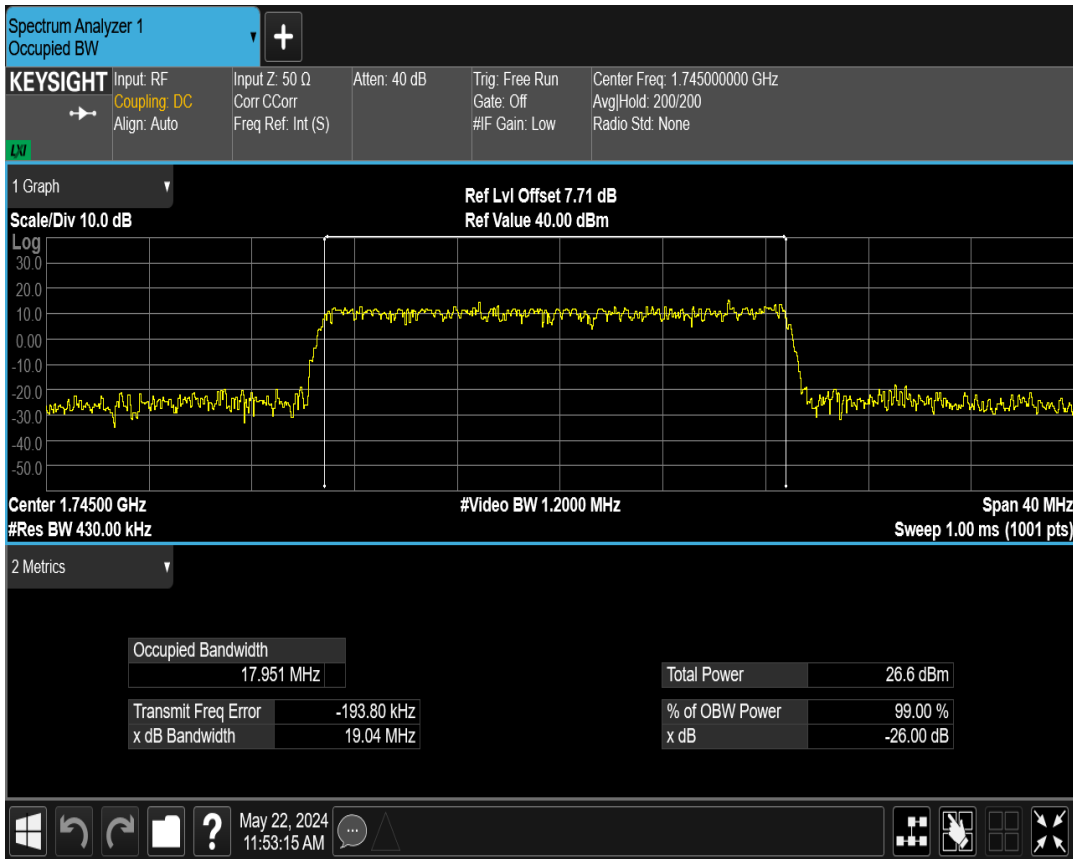 Spectrum Analyzer 1
Occupied BW
+
KEYSIGHT
Input: RF
Coupling: DC
Align: Auto
Input Z: 50 Ω
Corr CCorr
Freq Ref: Int (S)
Atten: 40 dB
Trig: Free Run
Gate: Off
#IF Gain: Low
Center Freq: 1.745000000 GHz
Avg|Hold: 200/200
Radio Std: None
LXI
1 Graph
Scale/Div 10.0 dB
Ref Lvl Offset 7.71 dB
Ref Value 40.00 dBm
Log
30.0
20.0
10.0
0.00
-10.0
-20.0
-30.0
-40.0
-50.0
Center 1.74500 GHz
#Video BW 1.2000 MHz
Span 40 MHz
#Res BW 430.00 kHz
Sweep 1.00 ms (1001 pts)
2 Metrics
Occupied Bandwidth
17.951 MHz
Total Power 26.6 dBm
Transmit Freq Error -193.80 kHz
% of OBW Power 99.00 %
x dB Bandwidth 19.04 MHz
x dB -26.00 dB
?
May 22, 2024
11:53:15 AM